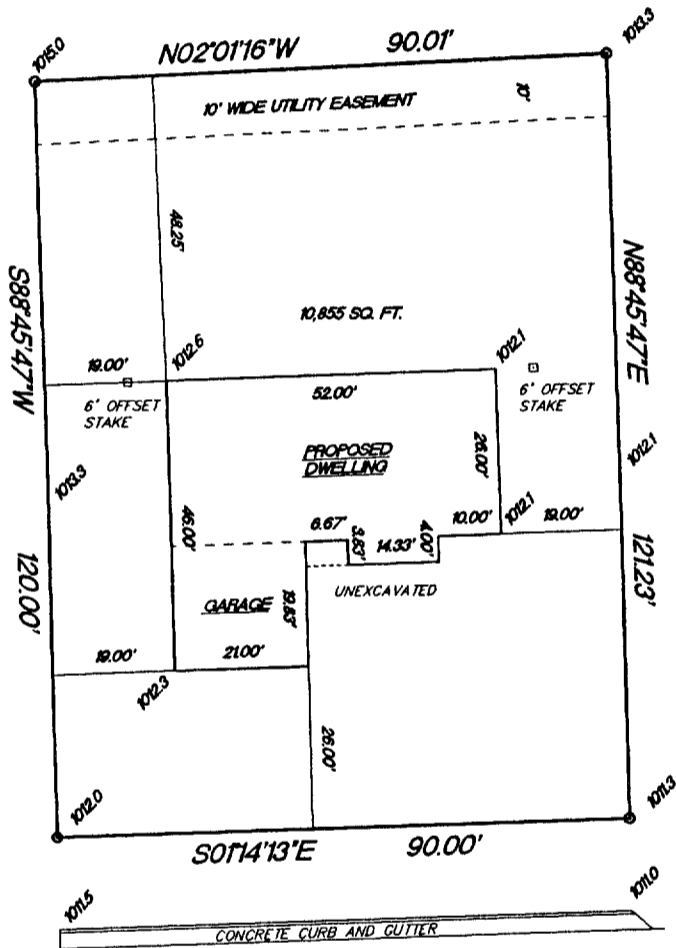 1015.0
N02°01'16"W 90.01'
1013.3
10' WIDE UTILITY EASEMENT
10'
48.25'
S88°45'47"W
N88°45'47"E
10,855 SQ. FT.
1012.6
1012.1
19.00'
6' OFFSET
STAKE
52.00'
6' OFFSET
STAKE
PROPOSED
DWELLING
26.00'
1012.1
1013.3
46.00'
6.67'
3.83'
14.33'
4.00'
10.00'
1012.1
19.00'
120.00'
121.23'
UNEXCAVATED
GARAGE
19.83'
19.00'
21.00'
1012.3
26.00'
1012.0
1011.3
S01°14'13"E 90.00'
1011.5
1011.0
CONCRETE CURB AND GUTTER